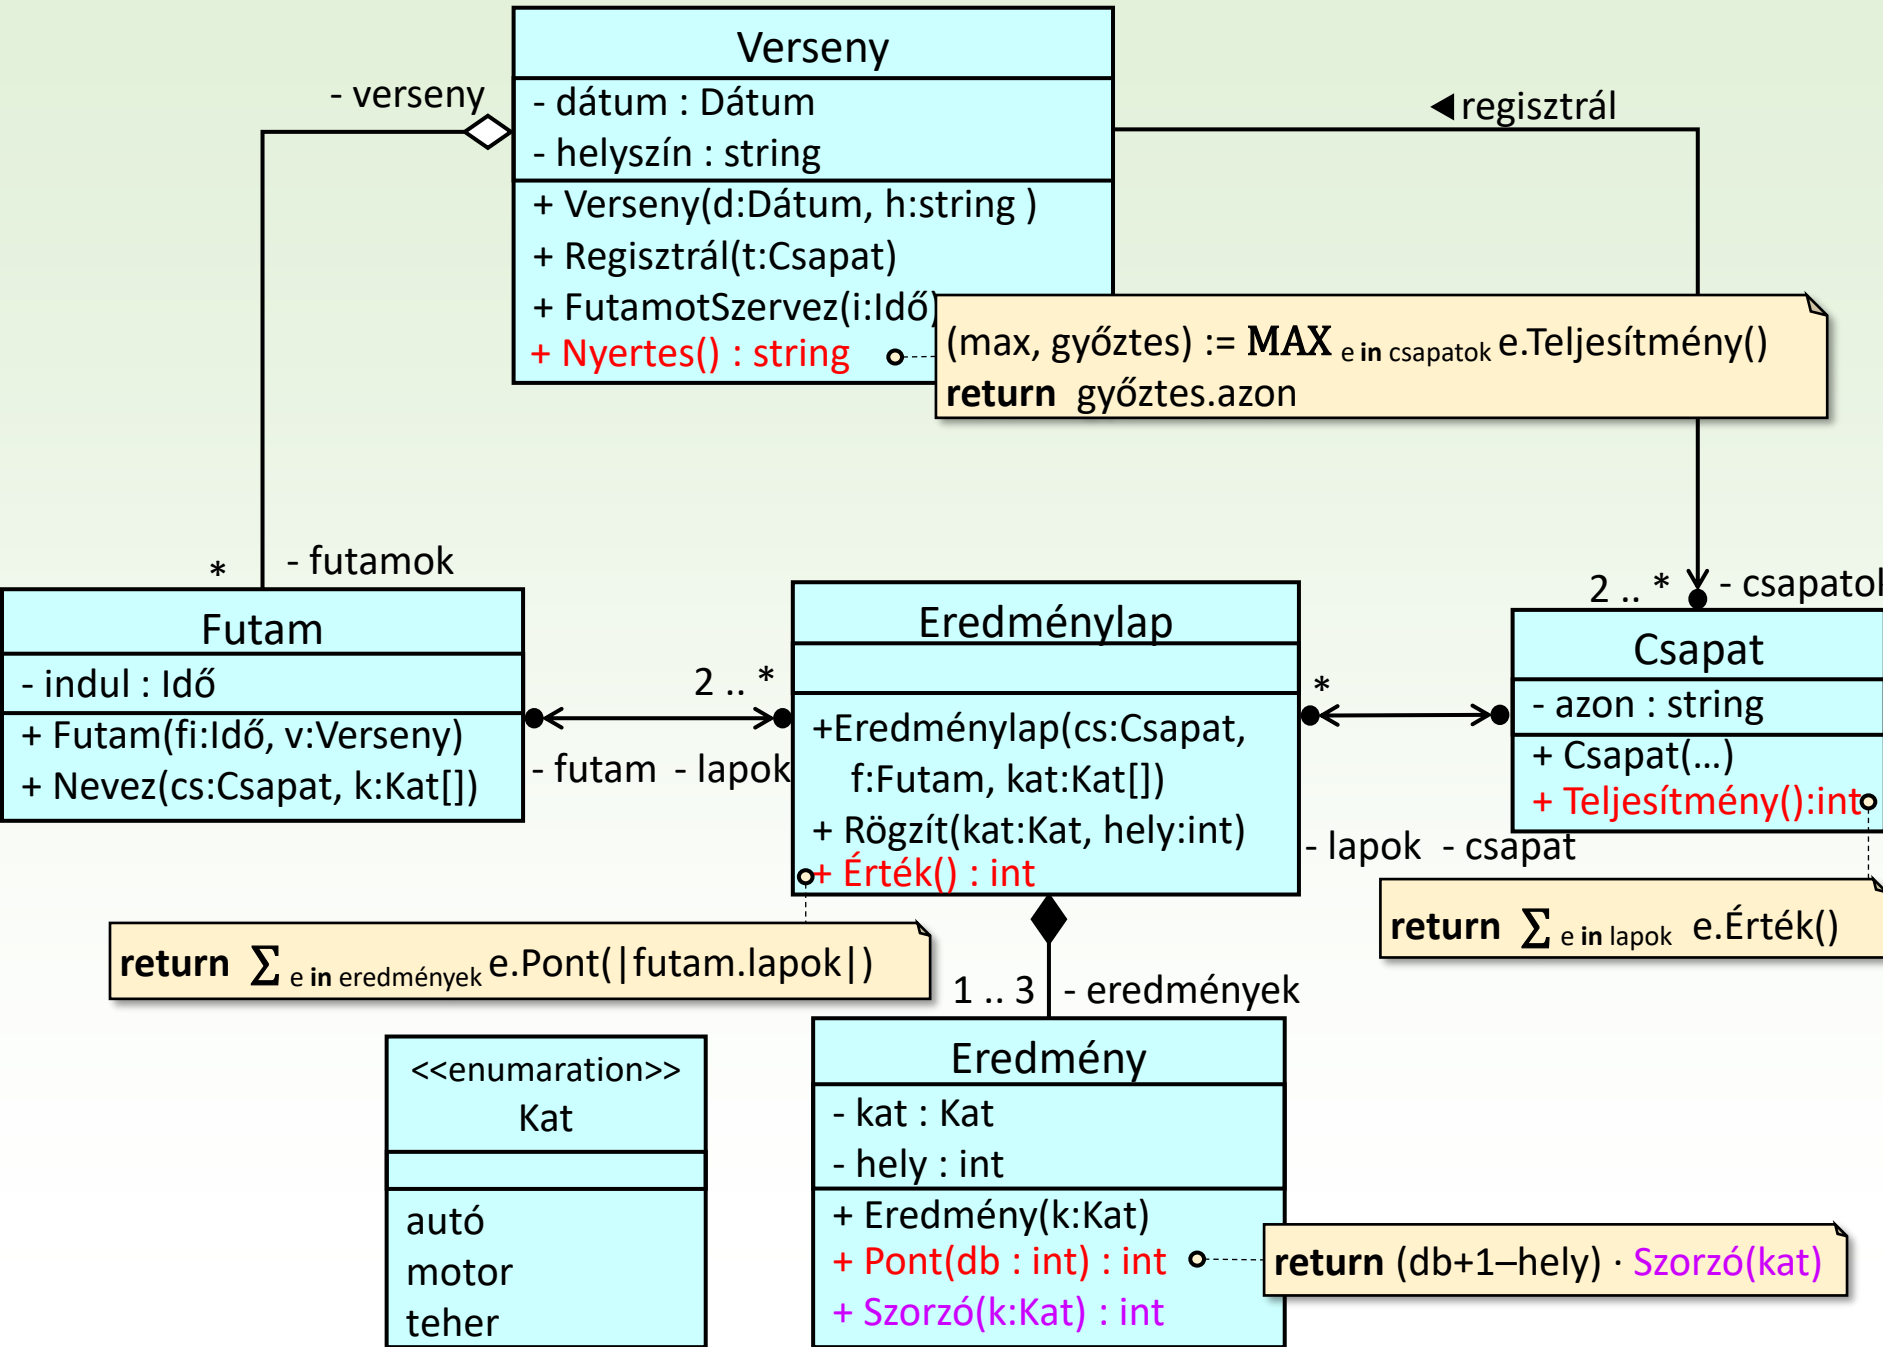 Verseny
- verseny
- dátum : Dátum
- helyszín : string
◄regisztrál
+ Verseny(d:Dátum, h:string )
+ Regisztrál(t:Csapat)
+ FutamotSzervez(i:Idő)
+ Nyertes() : string
(max, győztes) := MAX e in csapatok e.Teljesítmény()
return győztes.azon
* - futamok
2 .. * - csapatok
Futam
- indul : Idő
+ Futam(fi:Idő, v:Verseny)
+ Nevez(cs:Csapat, k:Kat[])
2 .. *
- futam - lapok
Eredménylap
+Eredménylap(cs:Csapat,
f:Futam, kat:Kat[])
+ Rögzít(kat:Kat, hely:int)
+ Érték() : int
*
- lapok - csapat
Csapat
- azon : string
+ Csapat(...)
+ Teljesítmény():int
return ∑ e in lapok e.Érték()
return ∑ e in eredmények e.Pont(|futam.lapok|)
1 .. 3 - eredmények
<<enumaration>>
Kat
autó
motor
teher
Eredmény
- kat : Kat
- hely : int
+ Eredmény(k:Kat)
+ Pont(db : int) : int
+ Szorzó(k:Kat) : int
return (db+1–hely) · Szorzó(kat)